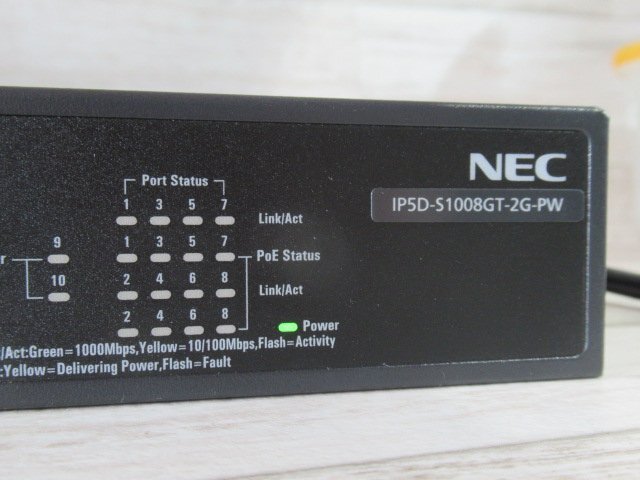 NEC
IP5D-S1008GT-2G-PW
Port Status
1 3 5 7 Link/Act
9 1 3 5 7 PoE Status
10 2 4 6 8 Link/Act
2 4 6 8 Power
/Act:Green=1000Mbps,Yellow=10/100Mbps,Flash=Activity
:Yellow=Delivering Power,Flash=Fault